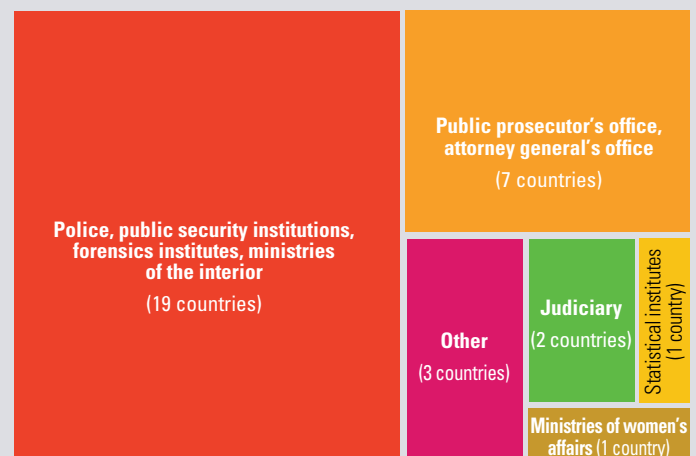 Police, public security institutions,
forensics institutes, ministries
of the interior
(19 countries)
Public prosecutor's office,
attorney general's office
(7 countries)
Other
(3 countries)
Judiciary
(2 countries)
Statistical institutes
(1 country)
Ministries of women's
affairs (1 country)